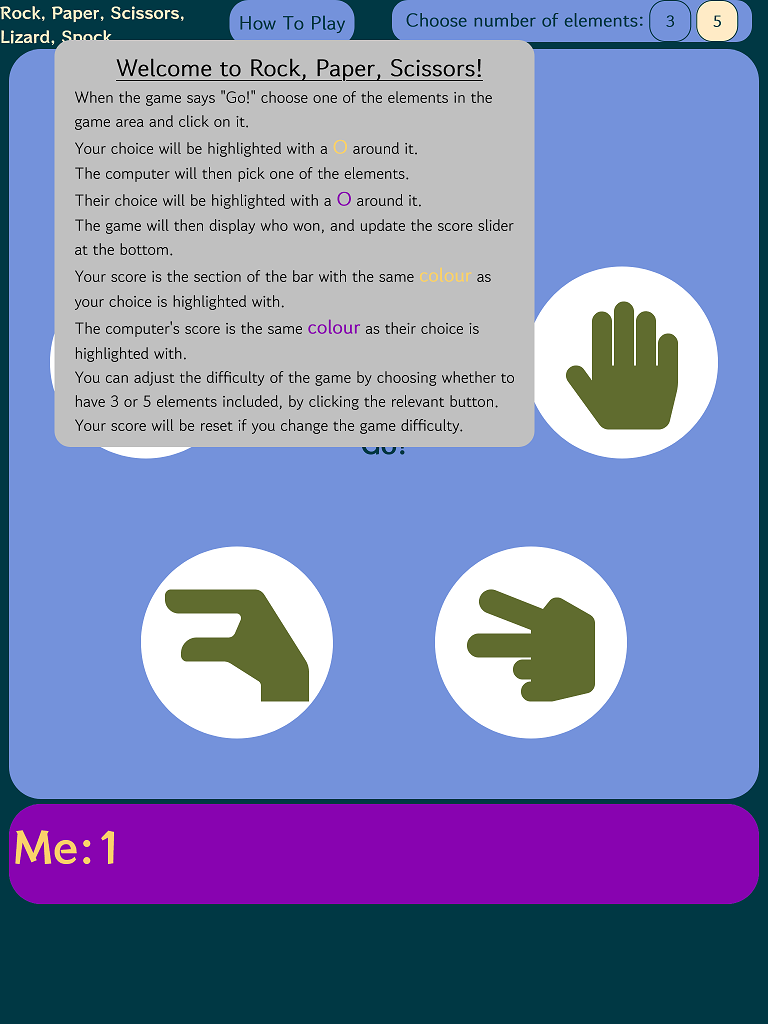 Rock, Paper, Scissors,
Lizard, Spock
How To Play
Choose number of elements: 3 5
Welcome to Rock, Paper, Scissors!
When the game says "Go!" choose one of the elements in the
game area and click on it.
Your choice will be highlighted with a O around it.
The computer will then pick one of the elements.
Their choice will be highlighted with a O around it.
The game will then display who won, and update the score slider
at the bottom.
Your score is the section of the bar with the same colour as
your choice is highlighted with.
The computer's score is the same colour as their choice is
highlighted with.
You can adjust the difficulty of the game by choosing whether to
have 3 or 5 elements included, by clicking the relevant button.
Your score will be reset if you change the game difficulty.
Go!
Me:1